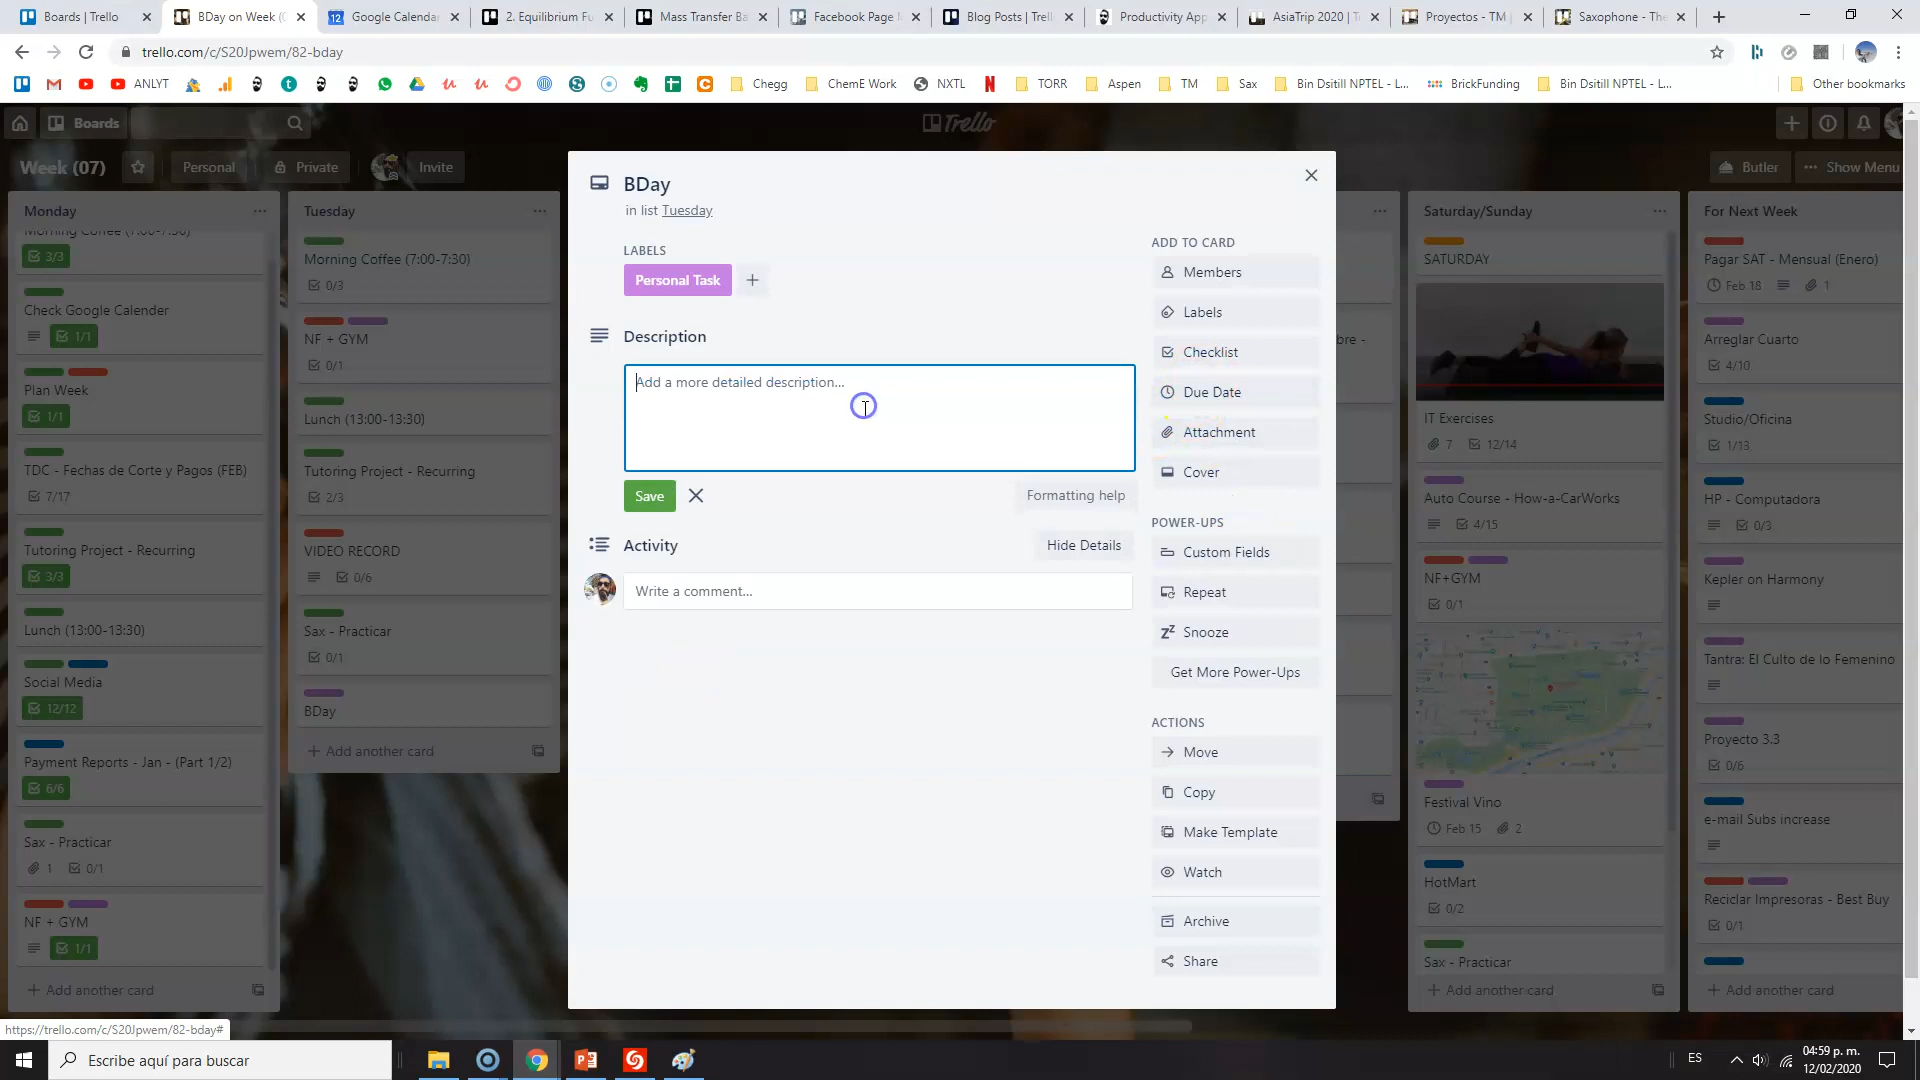 Boards | Trello
BDay on Week (
Google Calendar
2. Equilibrium F
Mass Transfer Ba
Facebook Page
Blog Posts | Trell
Productivity App
AsiaTrip 2020 | T
Proyectos - TM
Saxophone - The
trello.com/c/S20Jpwem/82-bday
ANLYT
Chegg
ChemE Work
NXTL
TORR
Aspen
TM
Sax
Bin Dsitill NPTEL - L...
BrickFunding
Bin Dsitill NPTEL - L...
Other bookmarks
Boards
Trello
Week (07)
Personal
Private
Invite
Butler
Show Menu
Monday
Morning Coffee (7:00-7:30)
3/3
Check Google Calender
1/1
Plan Week
1/1
TDC - Fechas de Corte y Pagos (FEB)
7/17
Tutoring Project - Recurring
3/3
Lunch (13:00-13:30)
Social Media
12/12
Payment Reports - Jan - (Part 1/2)
6/6
Sax - Practicar
1
0/1
NF + GYM
1/1
+ Add another card
Tuesday
Morning Coffee (7:00-7:30)
0/3
NF + GYM
0/1
Lunch (13:00-13:30)
Tutoring Project - Recurring
2/3
VIDEO RECORD
0/6
Sax - Practicar
0/1
BDay
+ Add another card
BDay
in list Tuesday
LABELS
Personal Task
+
Description
Add a more detailed description...
Save
Formatting help
Activity
Hide Details
Write a comment...
ADD TO CARD
Members
Labels
Checklist
Due Date
Attachment
Cover
POWER-UPS
Custom Fields
Repeat
Snooze
Get More Power-Ups
ACTIONS
Move
Copy
Make Template
Watch
Archive
Share
Saturday/Sunday
SATURDAY
IT Exercises
7
12/14
Auto Course - How-a-CarWorks
4/15
NF+GYM
0/1
Festival Vino
Feb 15
2
HotMart
0/2
Sax - Practicar
+ Add another card
For Next Week
Pagar SAT - Mensual (Enero)
Feb 18
1
Arreglar Cuarto
4/10
Studio/Oficina
1/13
HP - Computadora
0/3
Kepler on Harmony
Tantra: El Culto de lo Femenino
Proyecto 3.3
0/6
e-mail Subs increase
Reciclar Impresoras - Best Buy
0/1
+ Add another card
https://trello.com/c/S20Jpwem/82-bday#
Escribe aquí para buscar
ES
04:59 p. m.
12/02/2020